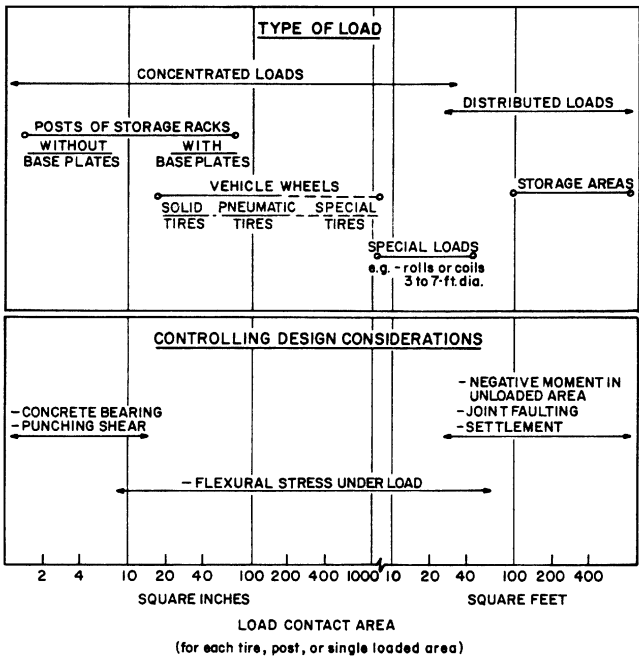 TYPE OF LOAD
CONCENTRATED LOADS
DISTRIBUTED LOADS
POSTS OF STORAGE RACKS
WITHOUT BASE PLATES
WITH BASE PLATES
VEHICLE WHEELS
SOLID TIRES
PNEUMATIC TIRES
SPECIAL TIRES
STORAGE AREAS
SPECIAL LOADS
e.g. - rolls or coils
3 to 7-ft. dia.
CONTROLLING DESIGN CONSIDERATIONS
- CONCRETE BEARING
- PUNCHING SHEAR
- NEGATIVE MOMENT IN
UNLOADED AREA
- JOINT FAULTING
- SETTLEMENT
- FLEXURAL STRESS UNDER LOAD
2 4 10 20 40 100 200 400 1000 10 20 40 100 200 400
SQUARE INCHES
SQUARE FEET
LOAD CONTACT AREA
(for each tire, post, or single loaded area)